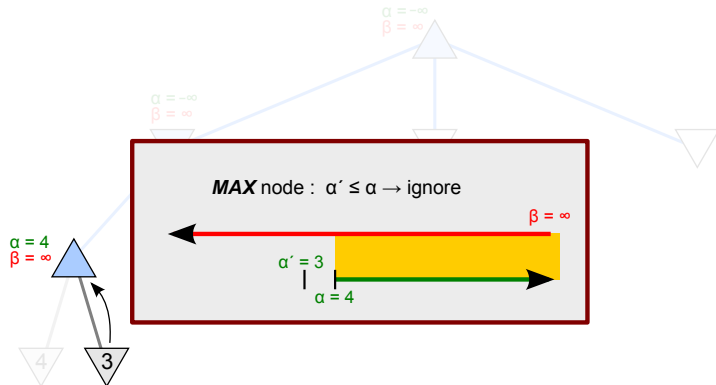 α = −∞
β = ∞
α = −∞
β = ∞
MAX node : α´ ≤ α → ignore
β = ∞
α = 4
β = ∞
α´ = 3
α = 4
4
3